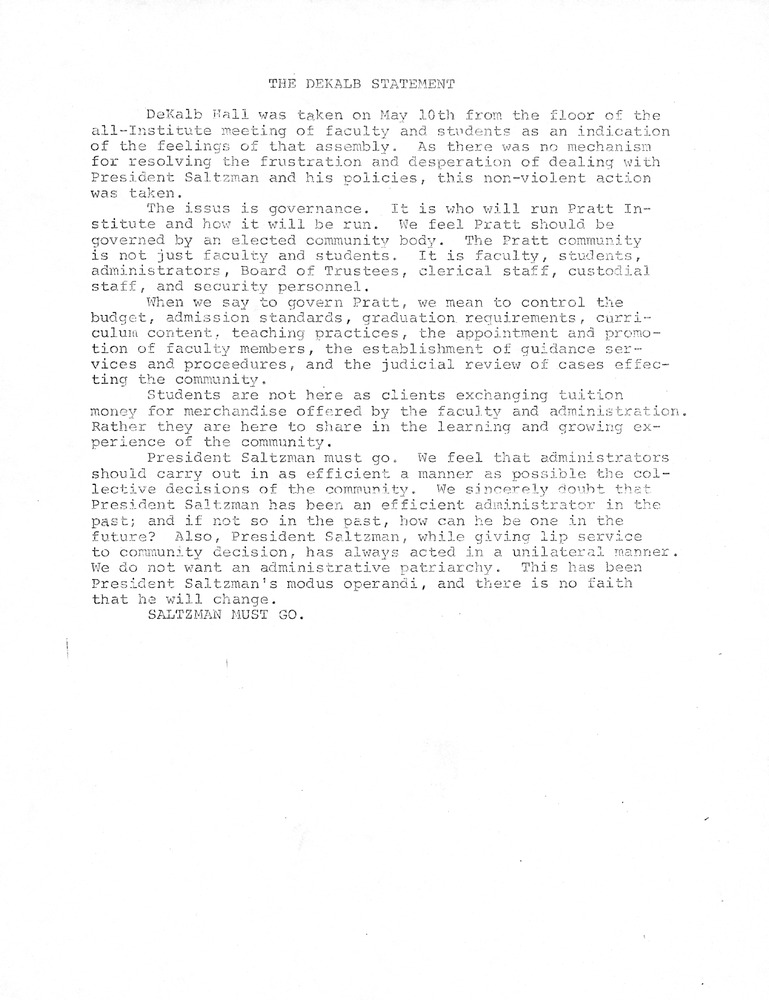 THE DEKALB STATEMENT
DeKalb Hall was taken on May 10th from the floor of the
all-Institute meeting of faculty and students as an indication
of the feelings of that assembly. As there was no mechanism
for resolving the frustration and desperation of dealing with
President Saltzman and his policies, this non-violent action
was taken.
The issus is governance. It is who will run Pratt In-
stitute and how it will be run. We feel Pratt should be
governed by an elected community body. The Pratt community
is not just faculty and students. It is faculty, students,
administrators, Board of Trustees, clerical staff, custodial
staff, and security personnel.
When we say to govern Pratt, we mean to control the
budget, admission standards, graduation requirements, curri-
culum content, teaching practices, the appointment and promo-
tion of faculty members, the establishment of guidance ser-
vices and proceedures, and the judicial review of cases effec-
ting the community.
Students are not here as clients exchanging tuition
money for merchandise offered by the faculty and administration.
Rather they are here to share in the learning and growing ex-
perience of the community.
President Saltzman must go. We feel that administrators
should carry out in as efficient a manner as possible the col-
lective decisions of the community. We sincerely doubt that
President Saltzman has been an efficient administrator in the
past; and if not so in the past, how can he be one in the
future? Also, President Saltzman, while giving lip service
to community decision, has always acted in a unilateral manner.
We do not want an administrative patriarchy. This has been
President Saltzman's modus operandi, and there is no faith
that he will change.
SALTZMAN MUST GO.